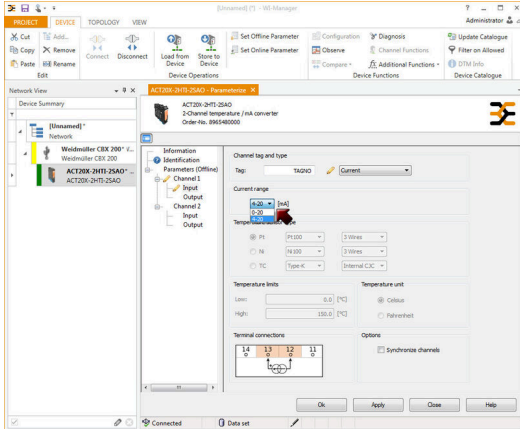 [Unnamed] (*) - WI-Manager
PROJECT DEVICE TOPOLOGY VIEW Administrator
Cut Copy Paste
Add... Remove Rename
Edit
Connect Disconnect
Load from Device Store to Device
Set Offline Parameter
Set Online Parameter
Device Operations
Configuration Diagnosis
Observe Channel Functions
Compare Additional Functions
Device Functions
Update Catalogue
Filter on Allowed
DTM Info
Device Catalogue
Network View
Device Summary
[Unnamed]*
Network
Weidmüller CBX 200*
Weidmüller CBX 200
ACT20X-2HTI-2SAO* ...
ACT20X-2HTI-2SAO
ACT20X-2HTI-2SAO - Parameterize
ACT20X-2HTI-2SAO
2-Channel temperature / mA converter
Order-No. 8965480000
Information
Identification
Parameters (Offline)
Channel 1
Input
Output
Channel 2
Input
Output
Channel tag and type
Tag: TAGNO Current
Current range
4-20 [mA]
0-20
4-20
Pt Pt100 3 Wires
Ni Ni100 3 Wires
TC Type-K Internal CJC
Temperature limits
Low: 0.0 [°C]
High: 150.0 [°C]
Temperature unit
Celsius
Fahrenheit
Terminal connections
14 13 12 11
Options
Synchronize channels
Ok Apply Close Help
Connected Data set